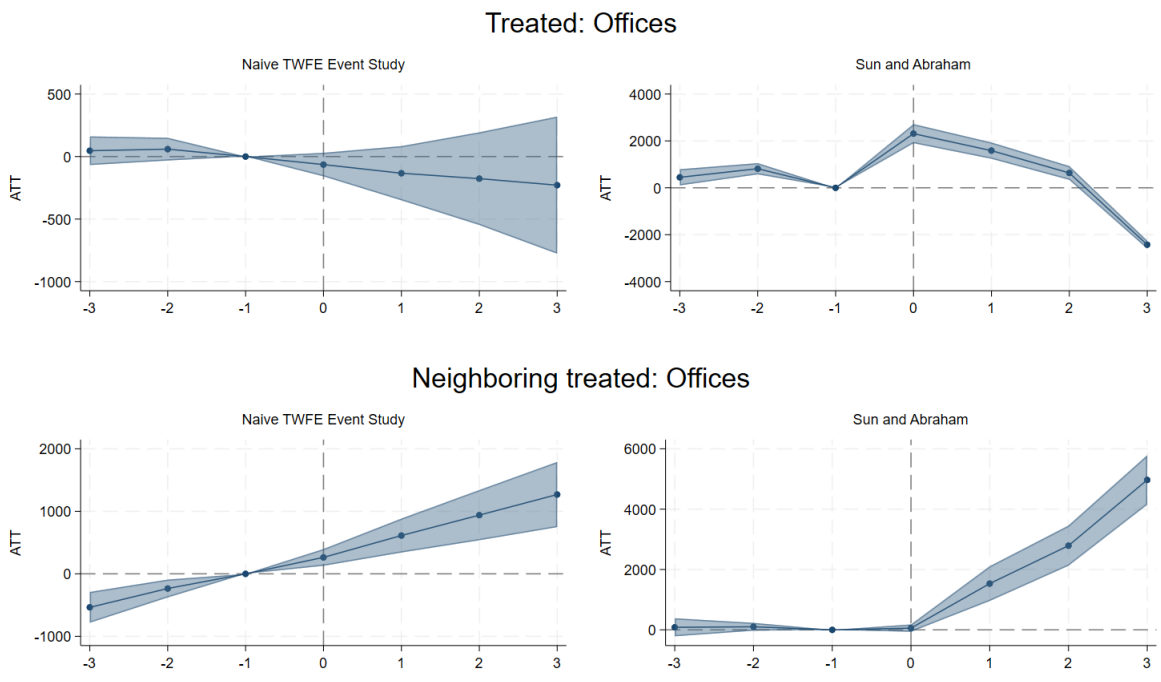 Treated: Offices
Naive TWFE Event Study
ATT
500
0
-500
-1000
-3 -2 -1 0 1 2 3
Sun and Abraham
ATT
4000
2000
0
-2000
-4000
-3 -2 -1 0 1 2 3
Neighboring treated: Offices
Naive TWFE Event Study
ATT
2000
1000
0
-1000
-3 -2 -1 0 1 2 3
Sun and Abraham
ATT
6000
4000
2000
0
-3 -2 -1 0 1 2 3